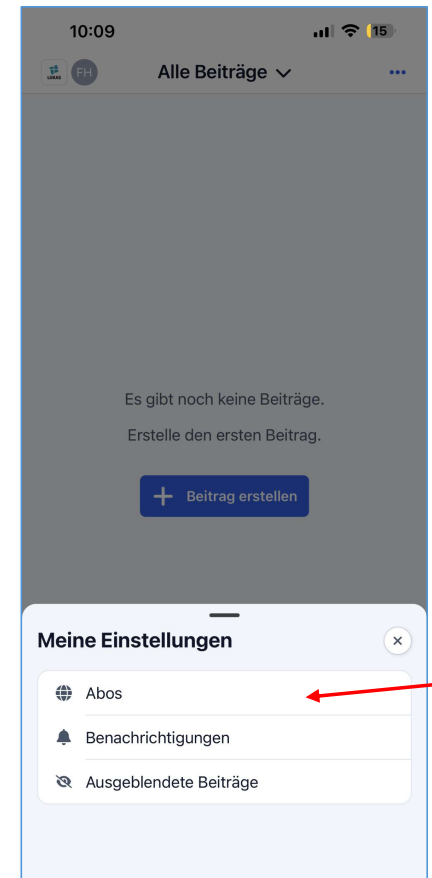 10:09
15
LUKAS
FH
Alle Beiträge
Es gibt noch keine Beiträge.
Erstelle den ersten Beitrag.
Beitrag erstellen
Meine Einstellungen
Abos
Benachrichtigungen
Ausgeblendete Beiträge